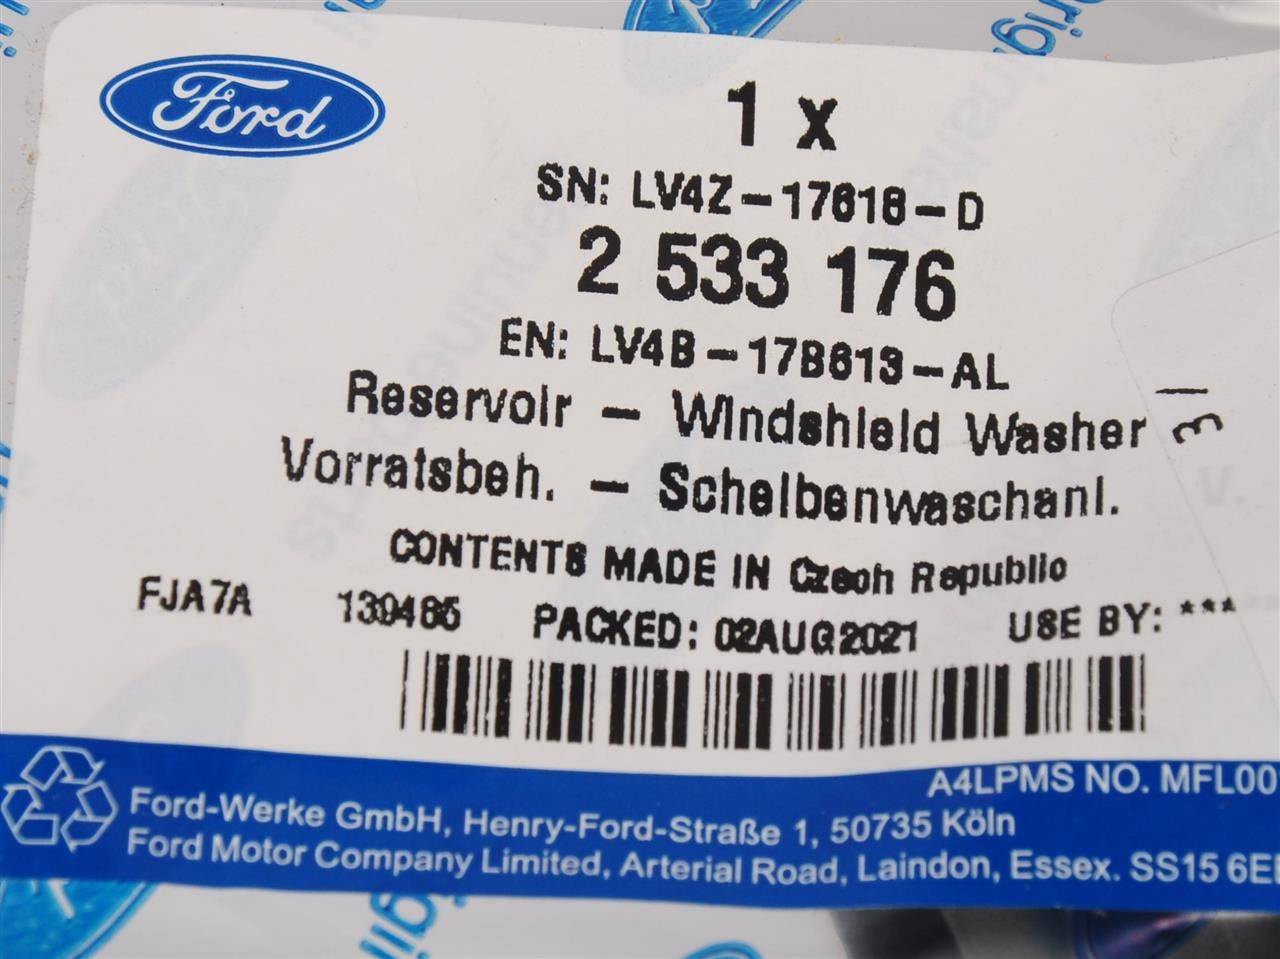 Ford
1 x
SN: LV4Z-17618-D
2 533 176
EN: LV4B-17B613-AL
Reservoir - Windshield Washer
Vorratsbeh. - Scheibenwaschanl.
CONTENTS MADE IN Czech Republic
FJA7A 139485 PACKED: 02AUG2021 USE BY: ***
A4LPMS NO. MFL00
Ford-Werke GmbH, Henry-Ford-Straße 1, 50735 Köln
Ford Motor Company Limited, Arterial Road, Laindon, Essex. SS15 6EE